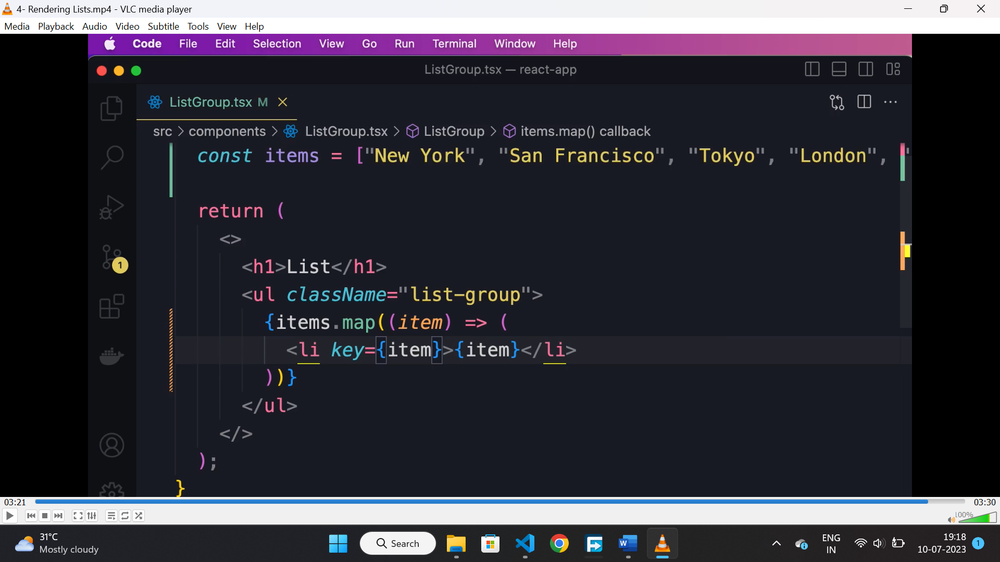 4- Rendering Lists.mp4 - VLC media player
Media Playback Audio Video Subtitle Tools View Help
Code File Edit Selection View Go Run Terminal Window Help
ListGroup.tsx — react-app
ListGroup.tsx M
src > components > ListGroup.tsx > ListGroup > items.map() callback
const items = ["New York", "San Francisco", "Tokyo", "London", "
return (
<>
<h1>List</h1>
<ul className="list-group">
{items.map((item) => (
<li key={item}>{item}</li>
))}
</ul>
</>
);
}
1
03:21
03:30
100%
31°C
Mostly cloudy
Search
ENG
IN
19:18
10-07-2023
1